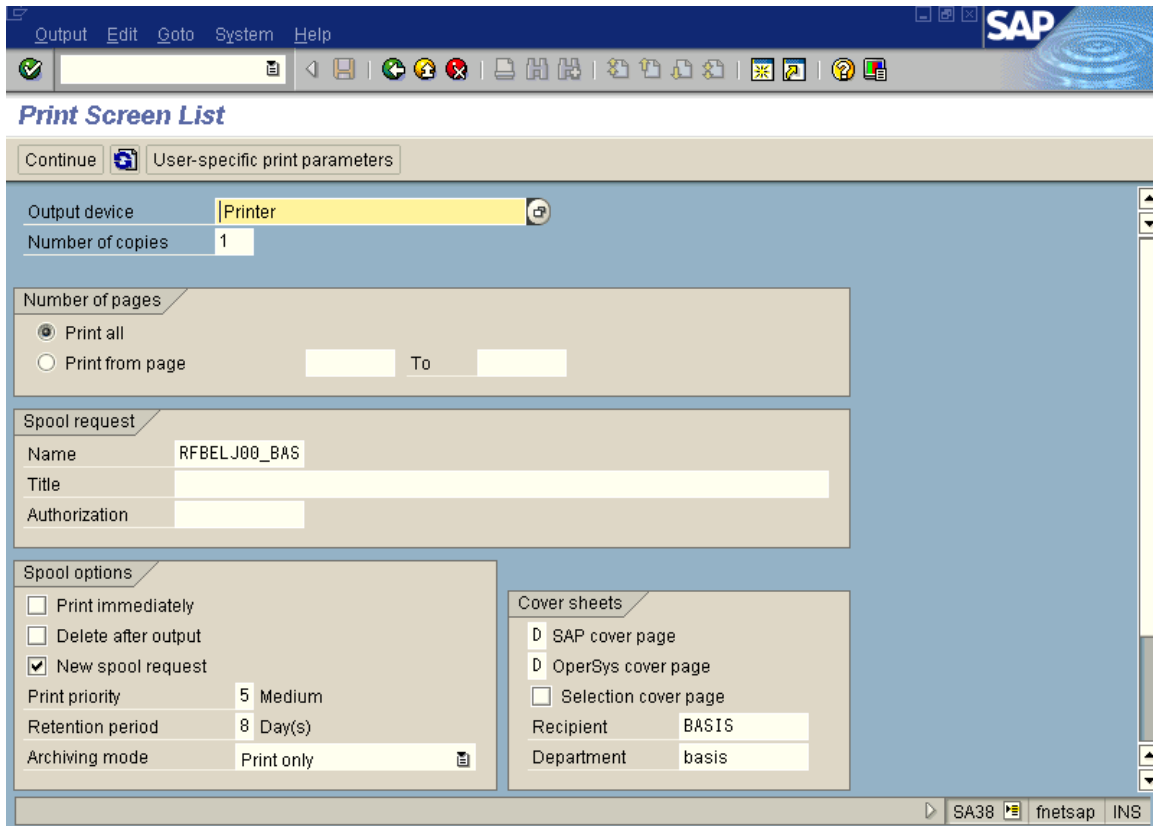 Output Edit Goto System Help
SAP
Print Screen List
Continue User-specific print parameters
Output device Printer
Number of copies 1
Number of pages
Print all
Print from page To
Spool request
Name RFBELJ00_BAS
Title
Authorization
Spool options
Print immediately
Delete after output
New spool request
Print priority 5 Medium
Retention period 8 Day(s)
Archiving mode Print only
Cover sheets
D SAP cover page
D OperSys cover page
Selection cover page
Recipient BASIS
Department basis
SA38 fnetsap INS